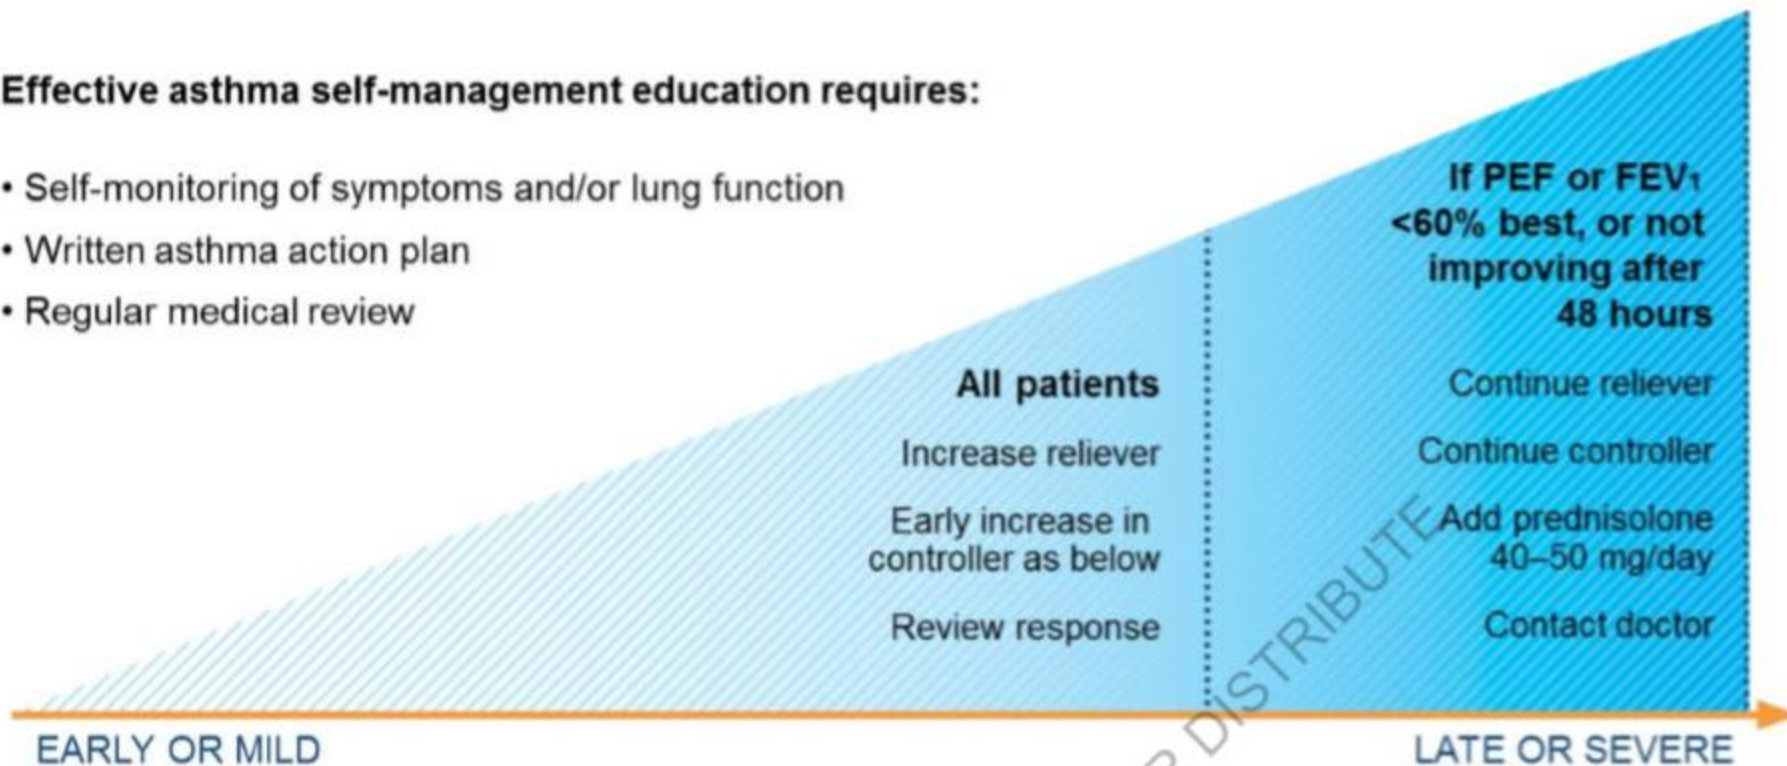 Effective asthma self-management education requires:
• Self-monitoring of symptoms and/or lung function
• Written asthma action plan
• Regular medical review
All patients
Increase reliever
Early increase in
controller as below
Review response
If PEF or FEV₁
<60% best, or not
improving after
48 hours
Continue reliever
Continue controller
Add prednisolone
40–50 mg/day
Contact doctor
EARLY OR MILD
LATE OR SEVERE
DISTRIBUTE